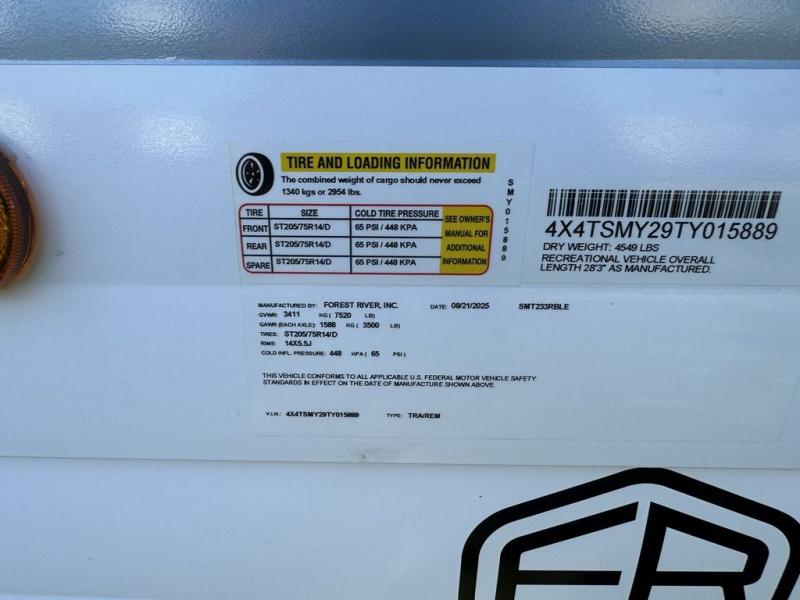 TIRE AND LOADING INFORMATION
The combined weight of cargo should never exceed
1340 kgs or 2954 lbs.
TIRE SIZE COLD TIRE PRESSURE
FRONT ST205/75R14/D 65 PSI / 448 KPA
REAR ST205/75R14/D 65 PSI / 448 KPA
SPARE ST205/75R14/D 65 PSI / 448 KPA
SEE OWNER'S
MANUAL FOR
ADDITIONAL
INFORMATION
SMY015889
4X4TSMY29TY015889
DRY WEIGHT: 4549 LBS
RECREATIONAL VEHICLE OVERALL
LENGTH 28'3" AS MANUFACTURED.
MANUFACTURED BY: FOREST RIVER, INC. DATE: 08/21/2025 SMT233RBLE
GVWR: 3411 KG ( 7520 LB)
GAWR (EACH AXLE): 1588 KG ( 3500 LB)
TIRES: ST205/75R14/D
RIMS: 14X5.5J
COLD INFL. PRESSURE: 448 KPA ( 65 PSI)
THIS VEHICLE CONFORMS TO ALL APPLICABLE U.S. FEDERAL MOTOR VEHICLE SAFETY
STANDARDS IN EFFECT ON THE DATE OF MANUFACTURE SHOWN ABOVE.
V.I.N.: 4X4TSMY29TY015889 TYPE: TRA/REM
FR